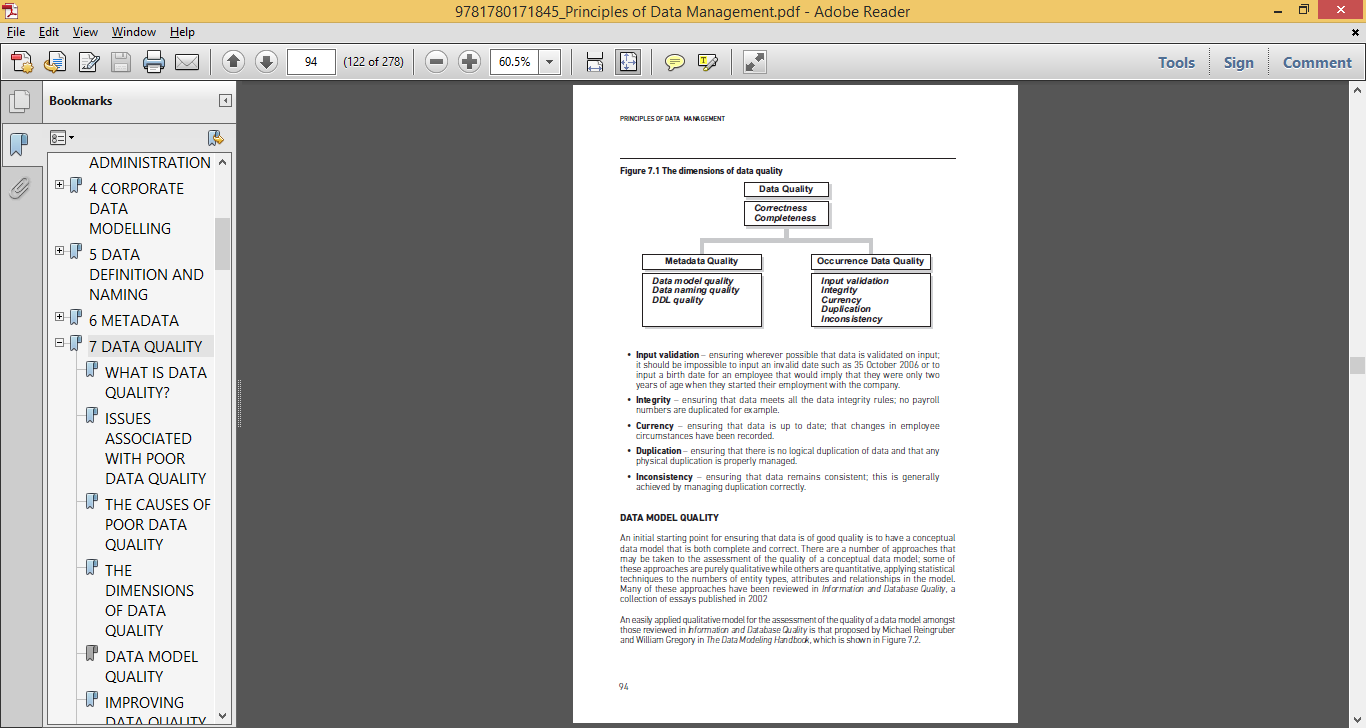 9781780171845_Principles of Data Management.pdf - Adobe Reader
File Edit View Window Help
94 (122 of 278) 60.5% Tools Sign Comment
Bookmarks
ADMINISTRATION
4 CORPORATE
DATA
MODELLING
5 DATA
DEFINITION AND
NAMING
6 METADATA
7 DATA QUALITY
WHAT IS DATA
QUALITY?
ISSUES
ASSOCIATED
WITH POOR
DATA QUALITY
THE CAUSES OF
POOR DATA
QUALITY
THE
DIMENSIONS
OF DATA
QUALITY
DATA MODEL
QUALITY
IMPROVING
DATA QUALITY
PRINCIPLES OF DATA MANAGEMENT
Figure 7.1 The dimensions of data quality
Data Quality
Correctness
Completeness
Metadata Quality
Data model quality
Data naming quality
DDL quality
Occurrence Data Quality
Input validation
Integrity
Currency
Duplication
Inconsistency
• Input validation – ensuring wherever possible that data is validated on input;
it should be impossible to input an invalid date such as 35 October 2006 or to
input a birth date for an employee that would imply that they were only two
years of age when they started their employment with the company.
• Integrity – ensuring that data meets all the data integrity rules; no payroll
numbers are duplicated for example.
• Currency – ensuring that data is up to date; that changes in employee
circumstances have been recorded.
• Duplication – ensuring that there is no logical duplication of data and that any
physical duplication is properly managed.
• Inconsistency – ensuring that data remains consistent; this is generally
achieved by managing duplication correctly.
DATA MODEL QUALITY
An initial starting point for ensuring that data is of good quality is to have a conceptual
data model that is both complete and correct. There are a number of approaches that
may be taken to the assessment of the quality of a conceptual data model; some of
these approaches are purely qualitative while others are quantitative, applying statistical
techniques to the numbers of entity types, attributes and relationships in the model.
Many of these approaches have been reviewed in Information and Database Quality, a
collection of essays published in 2002
An easily applied qualitative model for the assessment of the quality of a data model amongst
those reviewed in Information and Database Quality is that proposed by Michael Reingruber
and William Gregory in The Data Modeling Handbook, which is shown in Figure 7.2.
94